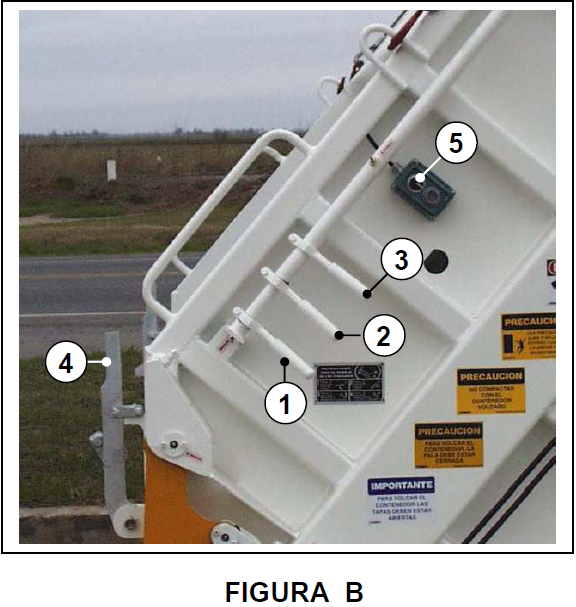 5
3
2
4
1
PRECAUCION
PRECAUCION
NO COMPACTAR
CON EL
CONTENEDOR
VOLCADO
PRECAUCION
PARA VOLCAR EL
CONTENEDOR LA
PALA DEBE ESTAR
CERRADA
IMPORTANTE
PARA VOLCAR EL
CONTENEDOR LAS
TAPAS DEBEN ESTAR
ABIERTAS
FIGURA B